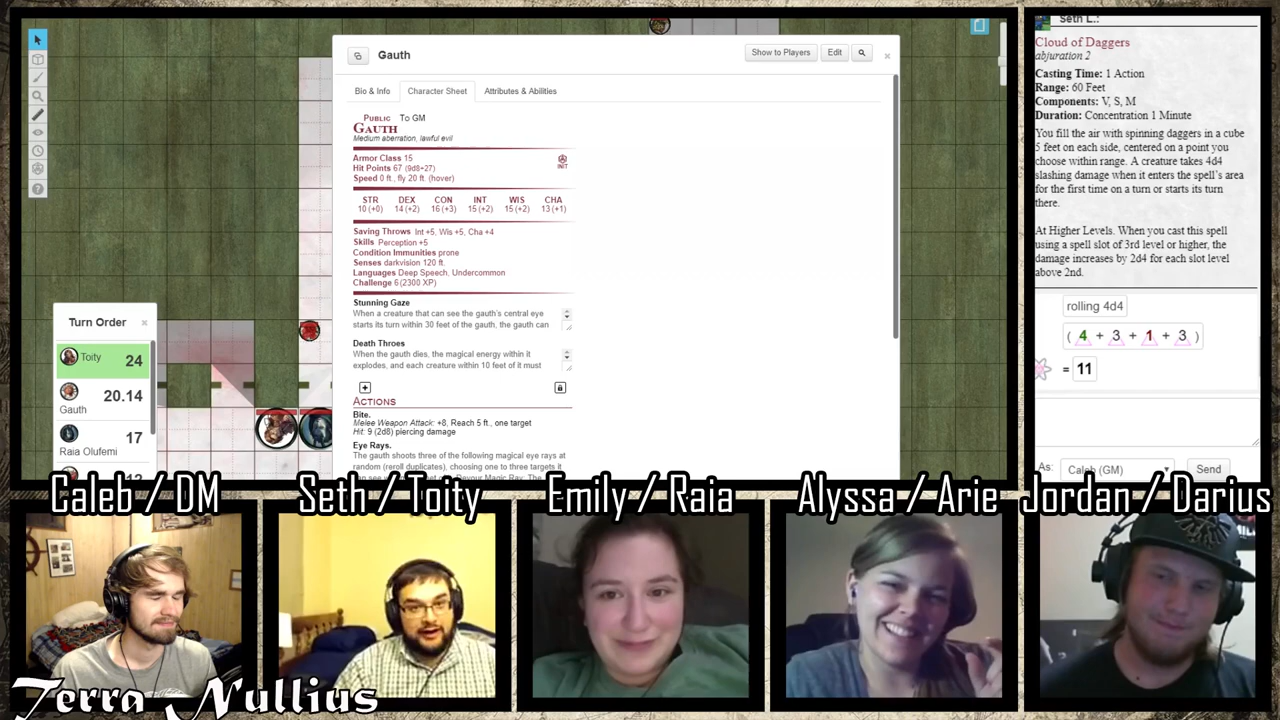 Gauth
Show to Players
Edit
Bio & Info
Character Sheet
Attributes & Abilities
PUBLIC To GM
GAUTH
Medium aberration, lawful evil
Armor Class 15
Hit Points 67 (9d8+27)
Speed 0 ft., fly 20 ft. (hover)
INIT
STR DEX CON INT WIS CHA
10 (+0) 14 (+2) 16 (+3) 15 (+2) 15 (+2) 13 (+1)
Saving Throws Int +5, Wis +5, Cha +4
Skills Perception +5
Condition Immunities prone
Senses darkvision 120 ft.
Languages Deep Speech, Undercommon
Challenge 6 (2300 XP)
Stunning Gaze
When a creature that can see the gauth's central eye
starts its turn within 30 feet of the gauth, the gauth can
Death Throes
When the gauth dies, the magical energy within it
explodes, and each creature within 10 feet of it must
ACTIONS
Bite.
Melee Weapon Attack: +8, Reach 5 ft., one target
Hit: 9 (2d8) piercing damage
Eye Rays.
The gauth shoots three of the following magical eye rays at
random (reroll duplicates), choosing one to three targets it
Turn Order
Toity 24
Gauth 20.14
Raia Olufemi 17
Seth L.:
Cloud of Daggers
abjuration 2
Casting Time: 1 Action
Range: 60 Feet
Components: V, S, M
Duration: Concentration 1 Minute
You fill the air with spinning daggers in a cube
5 feet on each side, centered on a point you
choose within range. A creature takes 4d4
slashing damage when it enters the spell's area
for the first time on a turn or starts its turn
there.
At Higher Levels. When you cast this spell
using a spell slot of 3rd level or higher, the
damage increases by 2d4 for each slot level
above 2nd.
rolling 4d4
( 4 + 3 + 1 + 3 )
= 11
As: Caleb (GM)
Send
Caleb / DM
Seth / Toity
Emily / Raia
Alyssa / Arie
Jordan / Darius
Terra Nullius